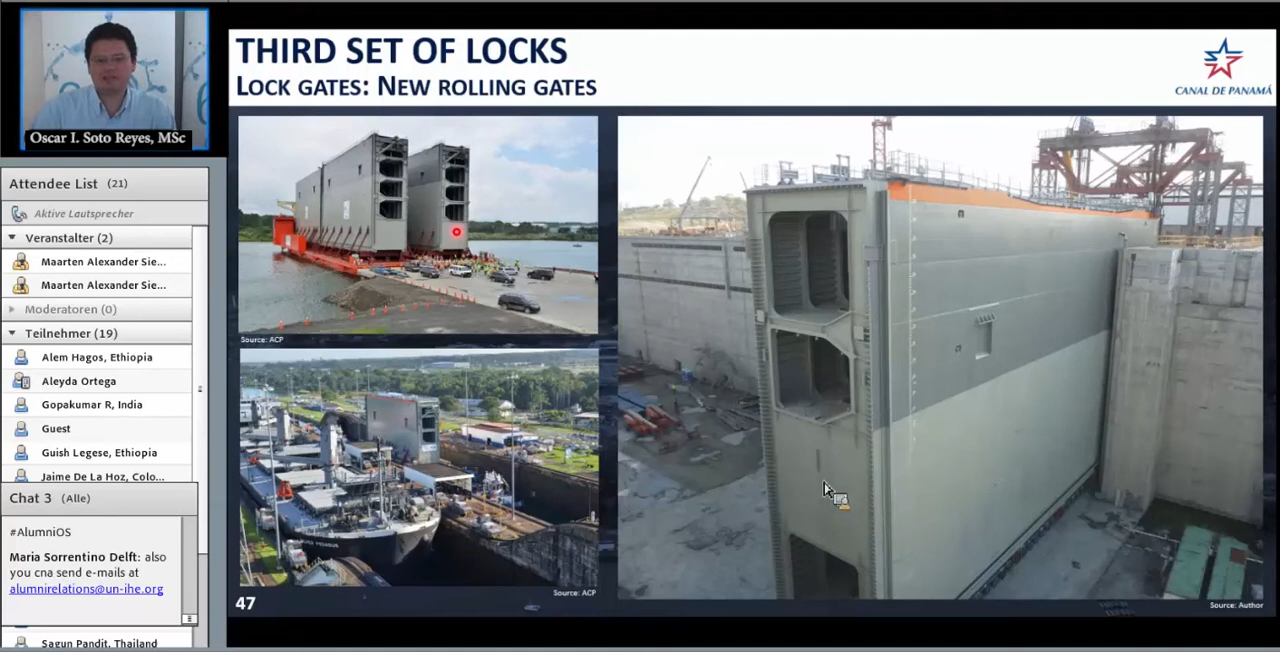 Oscar I. Soto Reyes, MSc
Attendee List (21)
Aktive Lautsprecher
Veranstalter (2)
Maarten Alexander Sie...
Maarten Alexander Sie...
Moderatoren (0)
Teilnehmer (19)
Alem Hagos, Ethiopia
Aleyda Ortega
Gopakumar R, India
Guest
Guish Legese, Ethiopia
Jaime De La Hoz, Colo...
Chat 3 (Alle)
#AlumniOS
Maria Sorrentino Delft: also
you cna send e-mails at
alumnirelations@un-ihe.org
Sagun Pandit, Thailand
THIRD SET OF LOCKS
LOCK GATES: NEW ROLLING GATES
CANAL DE PANAMÁ
Source: ACP
Source: ACP
Source: Author
47